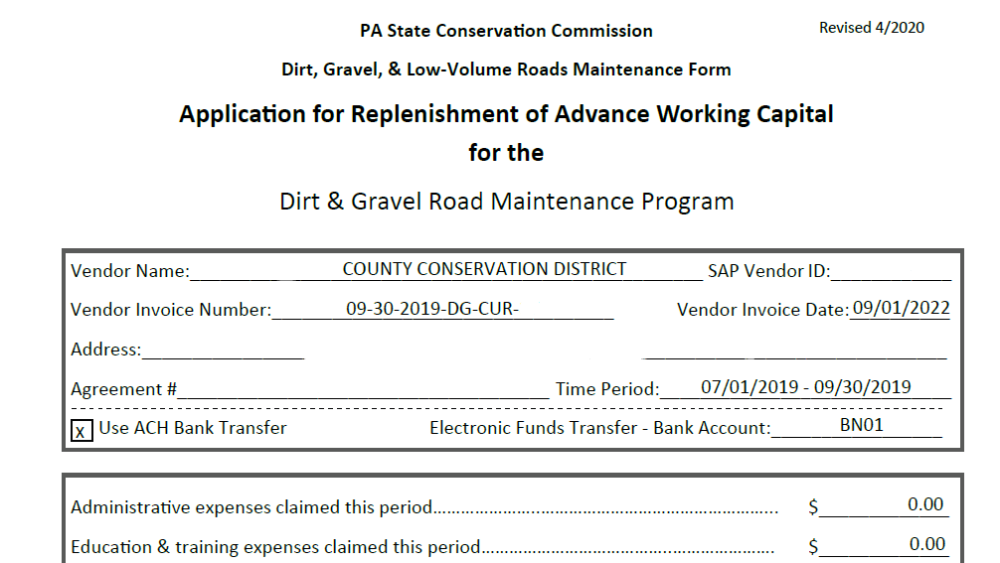 PA State Conservation Commission Revised 4/2020
Dirt, Gravel, & Low-Volume Roads Maintenance Form
Application for Replenishment of Advance Working Capital
for the
Dirt & Gravel Road Maintenance Program
Vendor Name: COUNTY CONSERVATION DISTRICT SAP Vendor ID:
Vendor Invoice Number: 09-30-2019-DG-CUR- Vendor Invoice Date: 09/01/2022
Address:
Agreement # Time Period: 07/01/2019 - 09/30/2019
X Use ACH Bank Transfer Electronic Funds Transfer - Bank Account: BN01
Administrative expenses claimed this period $ 0.00
Education & training expenses claimed this period $ 0.00